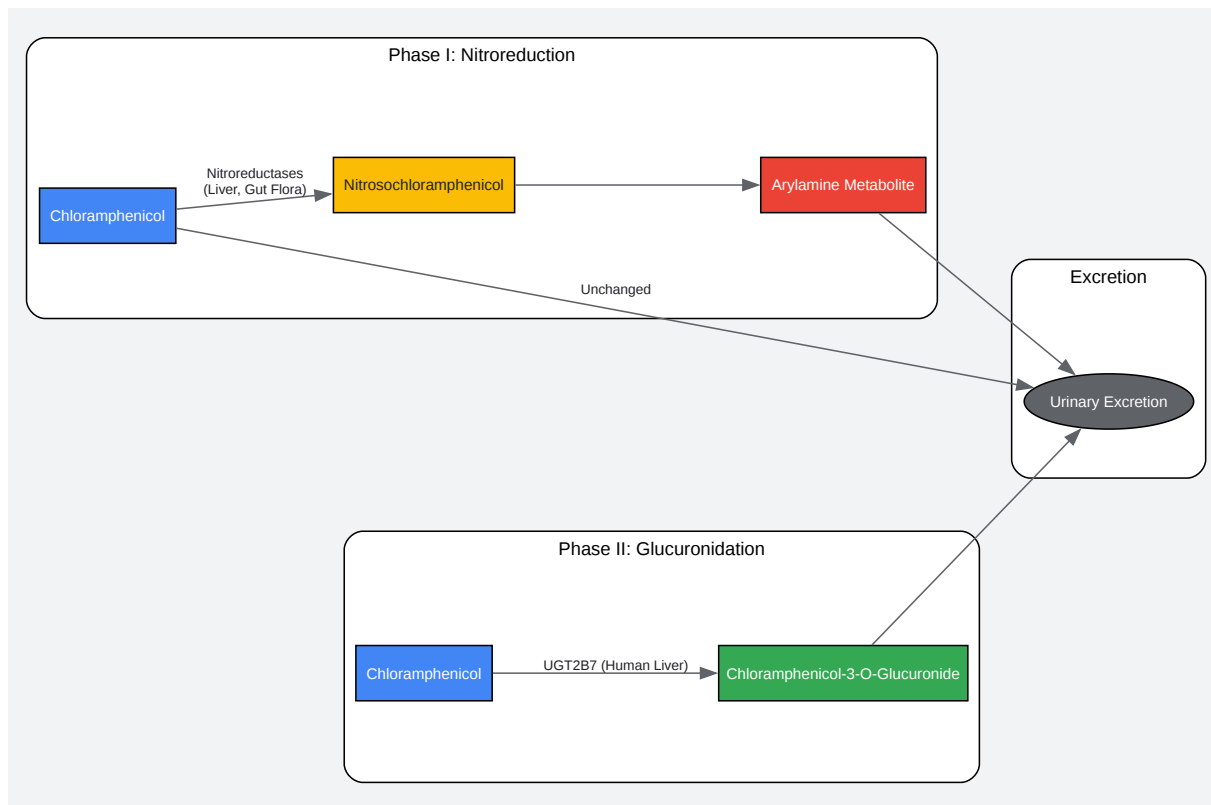 Phase I: Nitroreduction
Nitroreductases
(Liver, Gut Flora)
Chloramphenicol
Nitrosochloramphenicol
Arylamine Metabolite
Unchanged
Excretion
Urinary Excretion
Phase II: Glucuronidation
Chloramphenicol
UGT2B7 (Human Liver)
Chloramphenicol-3-O-Glucuronide